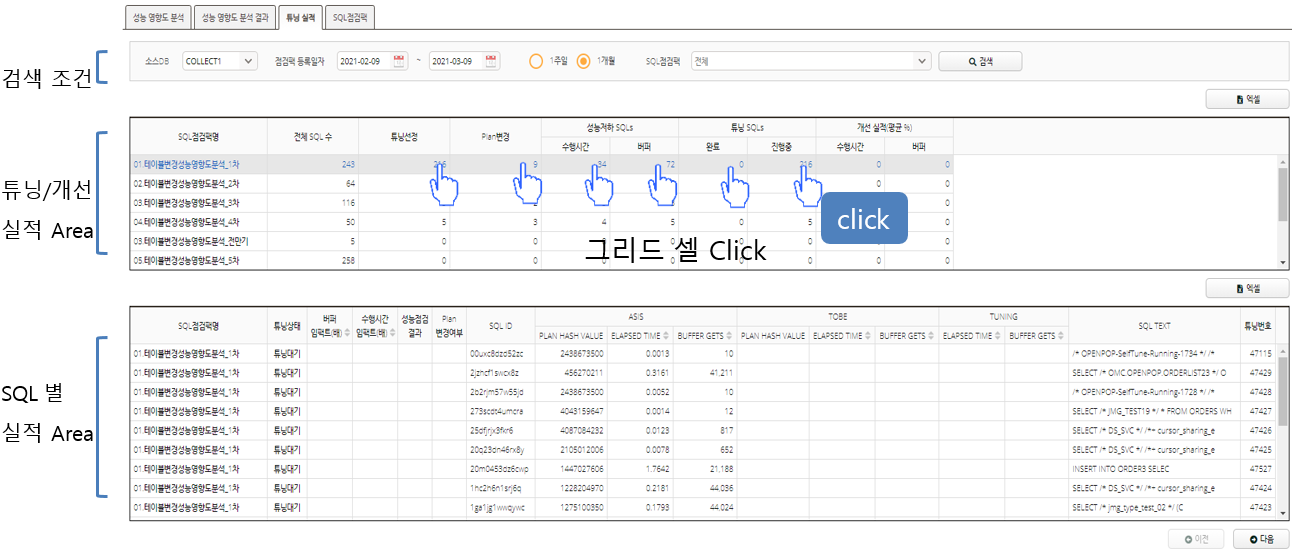 성능 영향도 분석 성능 영향도 분석 결과 튜닝 실적 SQL점검팩
검색 조건
소스DB COLLECT1 점검팩 등록일자 2021-02-09 ~ 2021-03-09 1주일 1개월 SQL점검팩 전체 검색
엑셀
튜닝/개선
실적 Area
SQL점검팩명 전체 SQL 수 튜닝선정 Plan변경 성능저하 SQLs 튜닝 SQLs 개선 실적(평균 %)
수행시간 버퍼 완료 진행중 수행시간 버퍼
01.테이블변경성능영향도분석_1차 243 216 9 34 72 0 216 0 0
02.테이블변경성능영향도분석_2차 64 0 0
03.테이블변경성능영향도분석_3차 116 0
04.테이블변경성능영향도분석_4차 50 5 3 4 5 0 5 0
03.테이블변경성능영향도분석_전만기 5 0 0 0 0 0 0 0 0
05.테이블변경성능영향도분석_5차 258 0 0 0 0 0 0 0 0
click
그리드 셀 Click
엑셀
SQL 별
실적 Area
SQL점검팩명 튜닝상태 버퍼 임팩트(배) 수행시간 임팩트(배) 성능점검 결과 Plan 변경여부 SQL ID ASIS TOBE TUNING SQL TEXT 튜닝번호
PLAN HASH VALUE ELAPSED TIME BUFFER GETS PLAN HASH VALUE ELAPSED TIME BUFFER GETS ELAPSED TIME BUFFER GETS
01.테이블변경성능영향도분석_1차 튜닝대기 00uxc8dzd52zc 2438673500 0.0013 10 /* OPENPOP-SelfTune-Running-1734 */ /* 47115
01.테이블변경성능영향도분석_1차 튜닝대기 2jzncf1swcx8z 456270211 0.3161 41,211 SELECT /* OMC.OPENPOP.ORDERLIST23 */ O 47429
01.테이블변경성능영향도분석_1차 튜닝대기 2b2rjm57w55jd 2438673500 0.0052 10 /* OPENPOP-SelfTune-Running-1728 */ /* 47428
01.테이블변경성능영향도분석_1차 튜닝대기 273scdt4umcra 4043159647 0.0014 12 SELECT /* JMG_TEST19 */ * FROM ORDERS WH 47427
01.테이블변경성능영향도분석_1차 튜닝대기 25dfjrjx3fkr6 4087084232 0.0123 817 SELECT /* DS_SVC */ /*+ cursor_sharing_e 47426
01.테이블변경성능영향도분석_1차 튜닝대기 20q23dn46rx8y 2105012006 0.0078 652 SELECT /* DS_SVC */ /*+ cursor_sharing_e 47425
01.테이블변경성능영향도분석_1차 튜닝대기 20m0453dz6cwp 1447027606 1.7642 21,188 INSERT INTO ORDER3 SELEC 47527
01.테이블변경성능영향도분석_1차 튜닝대기 1hc2h6n1srj6q 1228204970 0.2181 44,036 SELECT /* DS_SVC */ /*+ cursor_sharing_e 47424
01.테이블변경성능영향도분석_1차 튜닝대기 1ga1jg1wwqywc 1275100350 0.1793 44,024 SELECT /* jmg_type_test_02 */ (C 47423
이전 다음